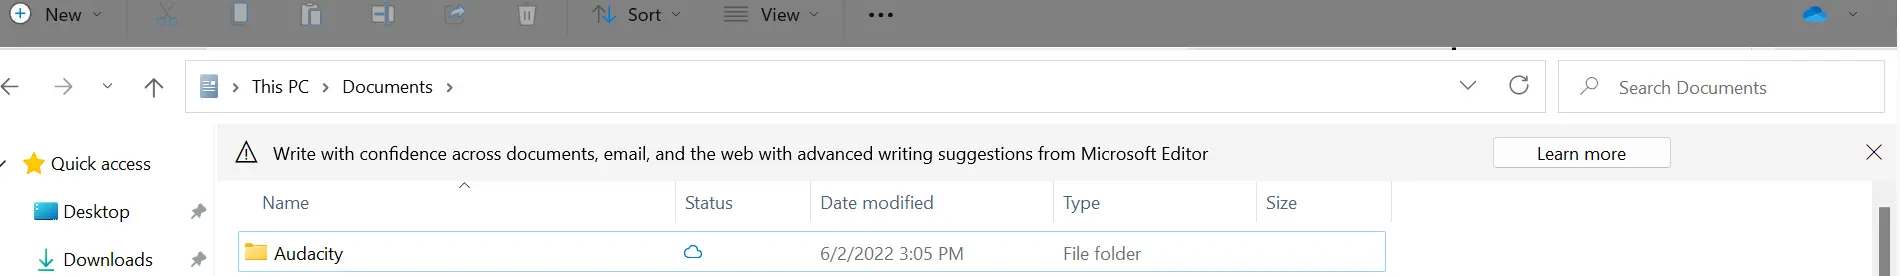 New Sort View
This PC Documents Search Documents
Quick access
Write with confidence across documents, email, and the web with advanced writing suggestions from Microsoft Editor Learn more
Desktop
Name Status Date modified Type Size
Downloads
Audacity 6/2/2022 3:05 PM File folder